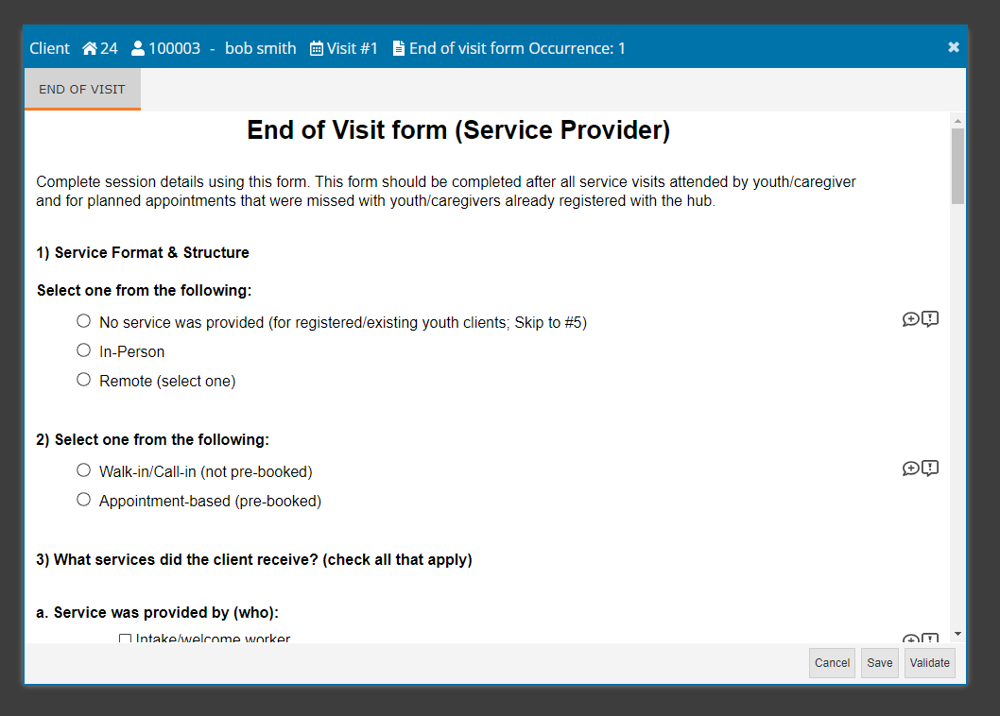 Client 24 100003 - bob smith Visit #1 End of visit form Occurrence: 1
END OF VISIT
End of Visit form (Service Provider)
Complete session details using this form. This form should be completed after all service visits attended by youth/caregiver
and for planned appointments that were missed with youth/caregivers already registered with the hub.
1) Service Format & Structure
Select one from the following:
No service was provided (for registered/existing youth clients; Skip to #5)
In-Person
Remote (select one)
2) Select one from the following:
Walk-in/Call-in (not pre-booked)
Appointment-based (pre-booked)
3) What services did the client receive? (check all that apply)
a. Service was provided by (who):
Intake/welcome worker
Cancel Save Validate